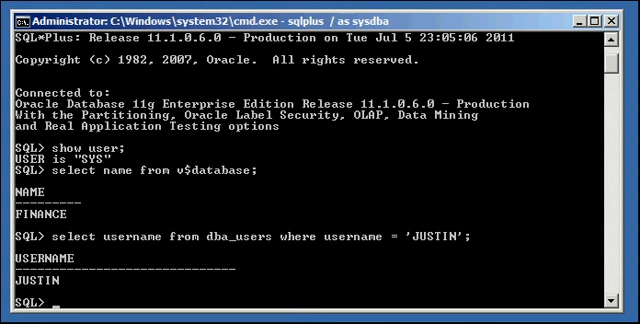 Administrator: C:\Windows\system32\cmd.exe - sqlplus / as sysdba
SQL*Plus: Release 11.1.0.6.0 - Production on Tue Jul 5 23:05:06 2011
Copyright (c) 1982, 2007, Oracle.  All rights reserved.
Connected to:
Oracle Database 11g Enterprise Edition Release 11.1.0.6.0 - Production
With the Partitioning, Oracle Label Security, OLAP, Data Mining
and Real Application Testing options
SQL> show user;
USER is "SYS"
SQL> select name from v$database;
NAME
---------
FINANCE
SQL> select username from dba_users where username = 'JUSTIN';
USERNAME
------------------------------
JUSTIN
SQL> _